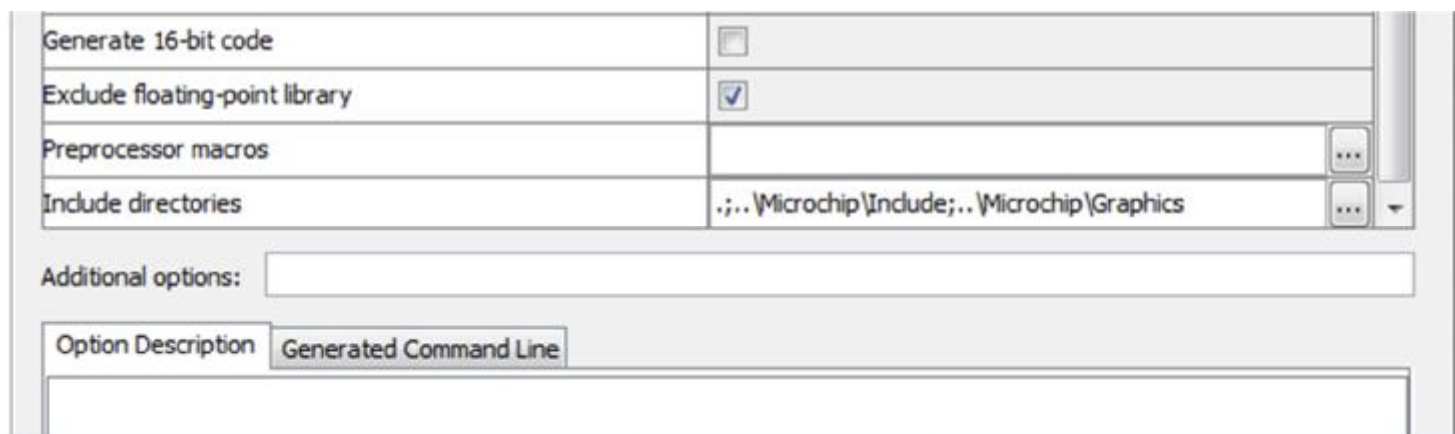 Generate 16-bit code
Exclude floating-point library
Preprocessor macros ...
Include directories .;..\Microchip\Include;..\Microchip\Graphics ...
Additional options:
Option Description Generated Command Line